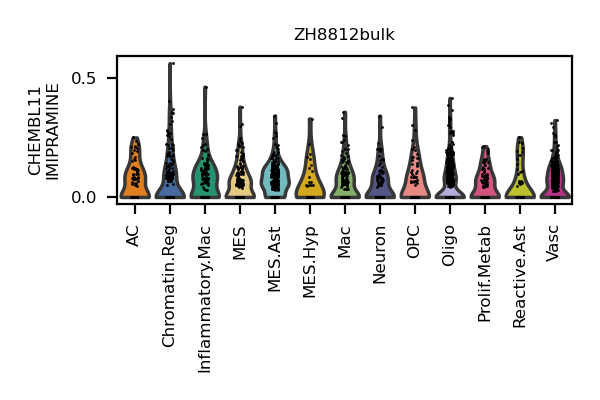 ZH8812bulk
CHEMBL11
IMIPRAMINE
0.5
0.0
AC
Chromatin.Reg
Inflammatory.Mac
MES
MES.Ast
MES.Hyp
Mac
Neuron
OPC
Oligo
Prolif.Metab
Reactive.Ast
Vasc